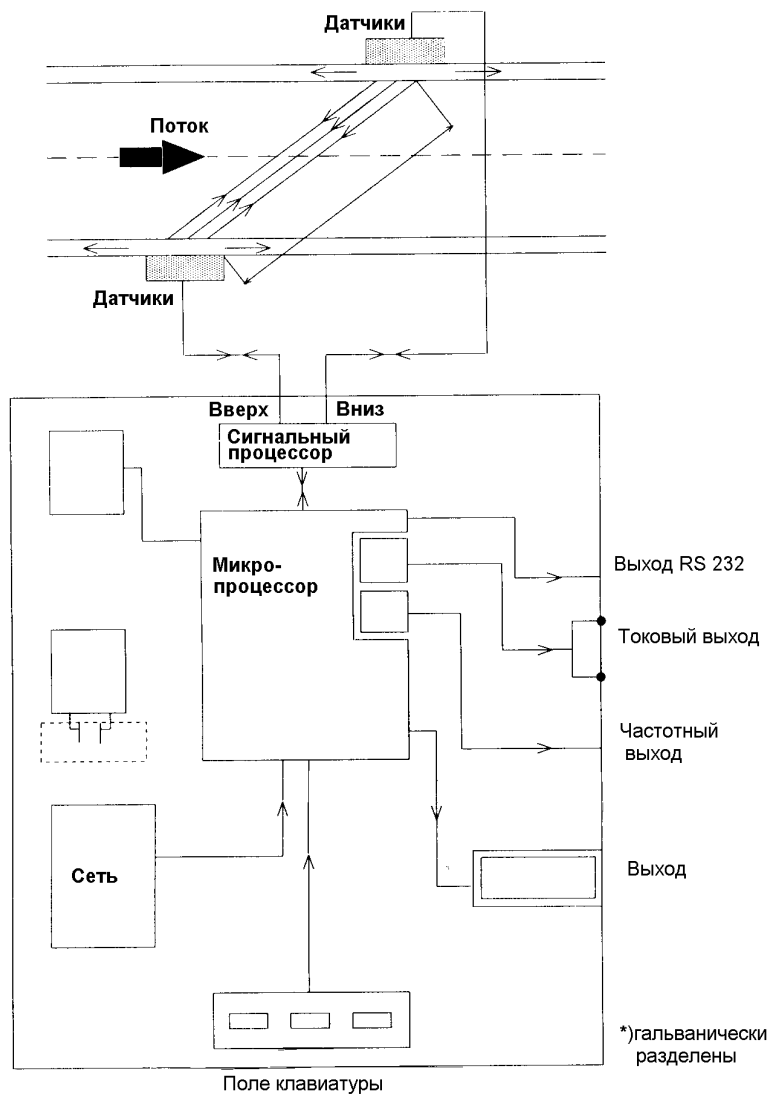 Датчики
Поток
Датчики
Вверх
Вниз
Сигнальный
процессор
Микро-
процессор
Выход RS 232
Токовый выход
Частотный
выход
Сеть
Выход
*)гальванически
разделены
Поле клавиатуры